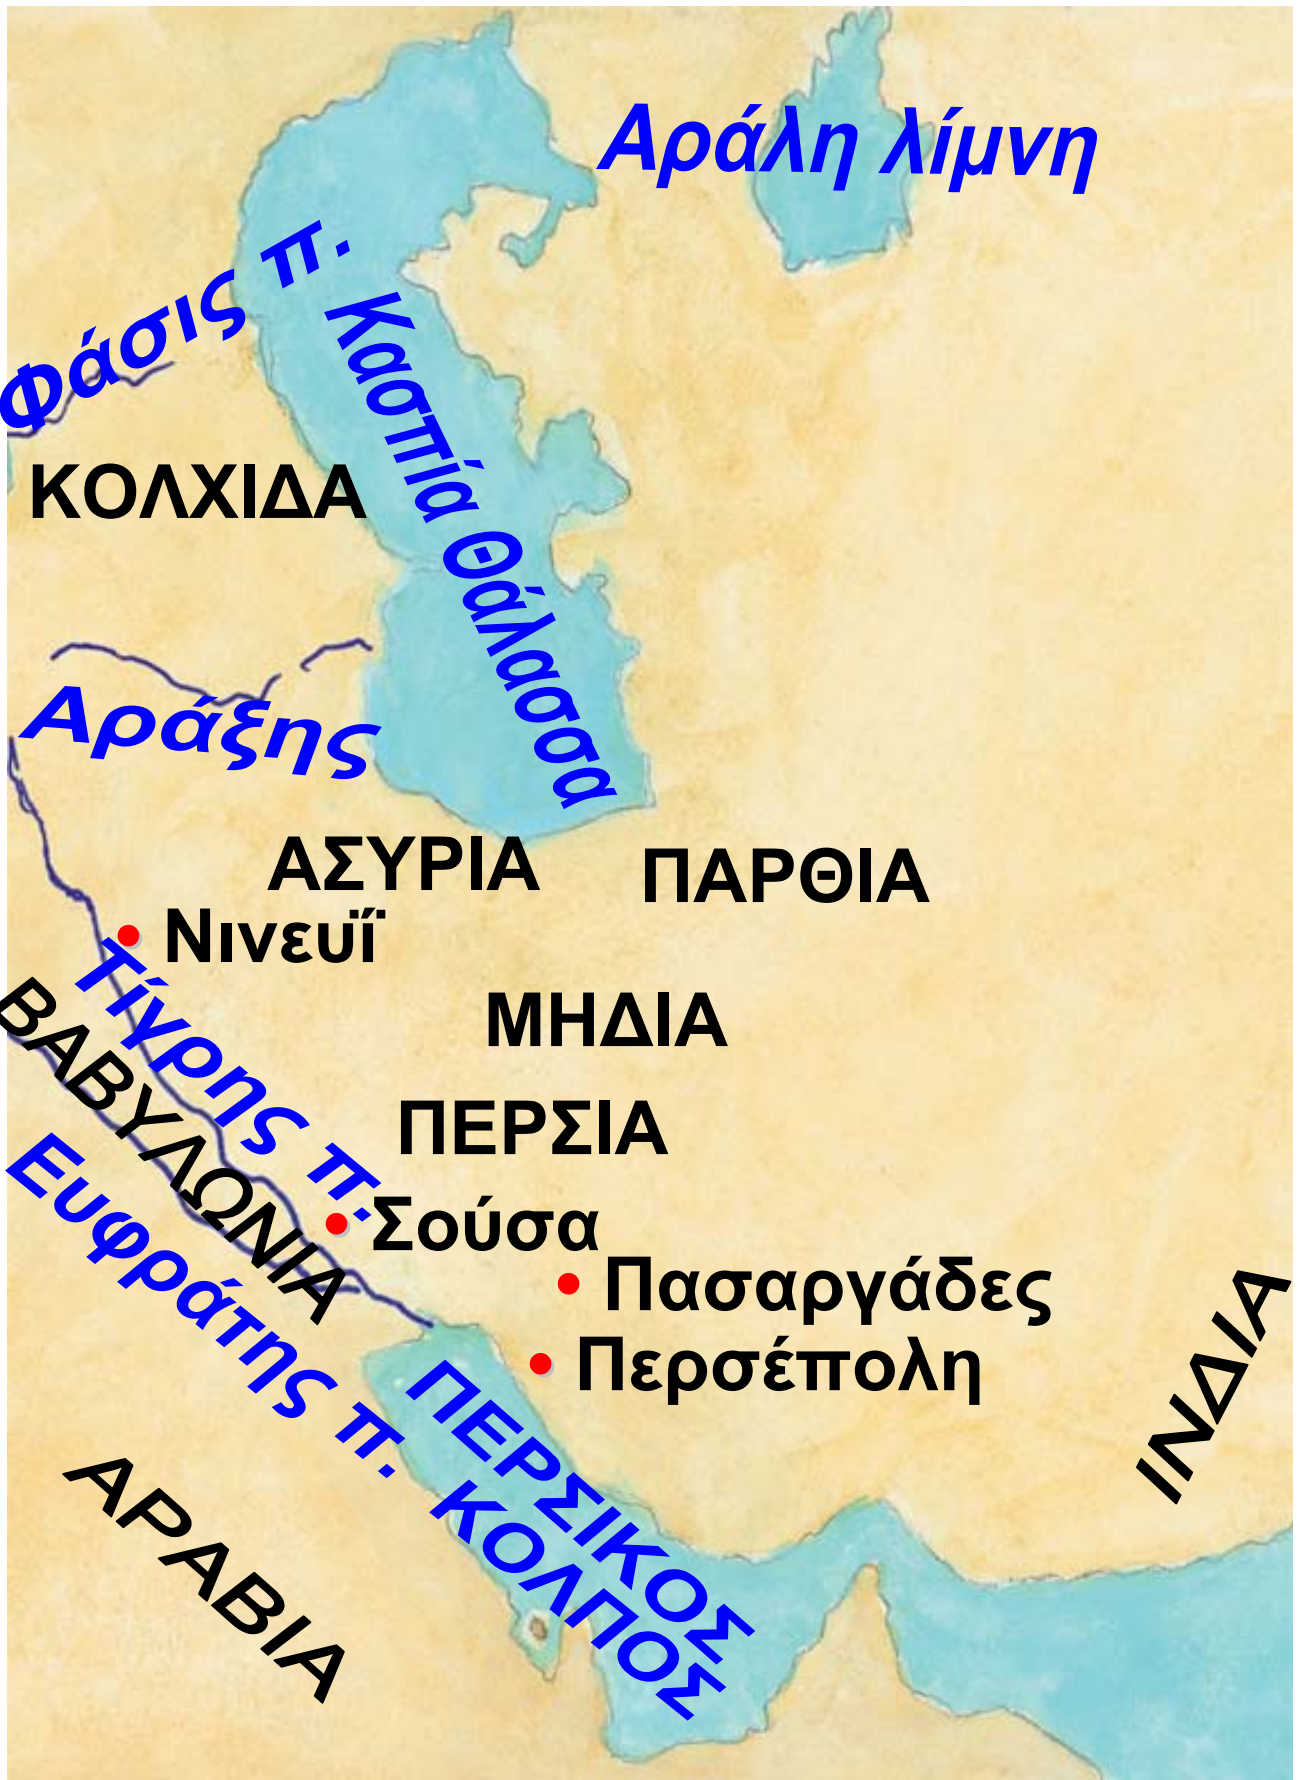 Αράλη λίμνη
Φάσις π.
Κασπία Θάλασσα
ΚΟΛΧΙΔΑ
Αράξης
ΑΣΥΡΙΑ
ΠΑΡΘΙΑ
Νινευΐ
Τίγρης π.
ΜΗΔΙΑ
ΒΑΒΥΛΩΝΙΑ
ΠΕΡΣΙΑ
Ευφράτης π.
Σούσα
Πασαργάδες
Περσέπολη
ΙΝΔΙΑ
ΠΕΡΣΙΚΟΣ
ΚΟΛΠΟΣ
ΑΡΑΒΙΑ